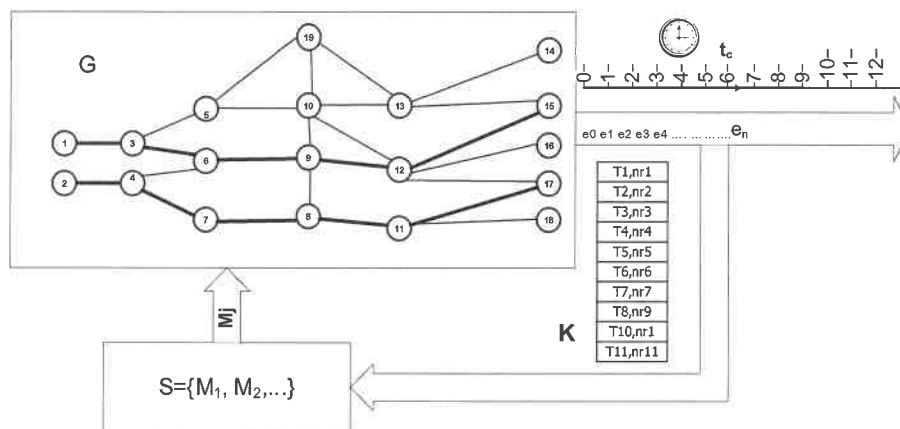 G
19
14
5
10
13
15
1
3
6
9
12
16
2
4
7
8
11
17
18
t_c
0 1- 2- 3- 4- 5- 6- 7- 8- 9- 10- 11- 12-
e0 e1 e2 e3 e4 .... ... ..... e_n
T1,nr1
T2,nr2
T3,nr3
T4,nr4
T5,nr5
T6,nr6
T7,nr7
T8,nr9
T10,nr1
T11,nr11
K
Mj
S={M₁, M₂,...}